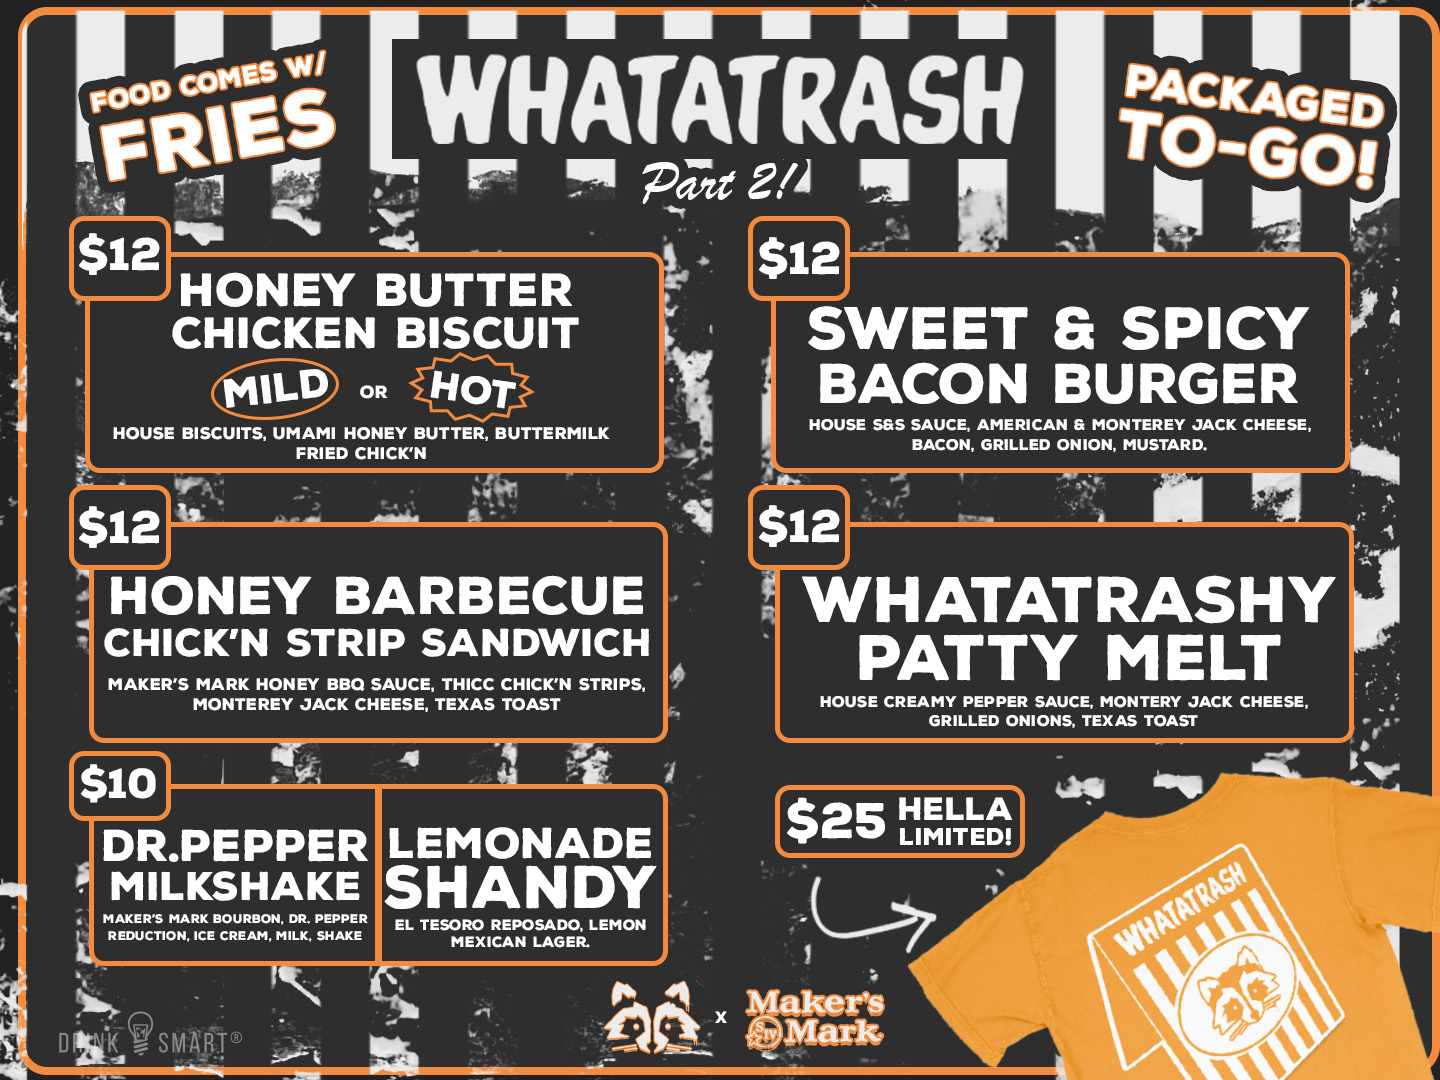 FOOD COMES W/
FRIES
WHATATRASH
Part 2!
PACKAGED
TO-GO!
$12
HONEY BUTTER
CHICKEN BISCUIT
MILD OR HOT
HOUSE BISCUITS, UMAMI HONEY BUTTER, BUTTERMILK
FRIED CHICK'N
$12
SWEET & SPICY
BACON BURGER
HOUSE S&S SAUCE, AMERICAN & MONTEREY JACK CHEESE,
BACON, GRILLED ONION, MUSTARD.
$12
HONEY BARBECUE
CHICK'N STRIP SANDWICH
MAKER'S MARK HONEY BBQ SAUCE, THICC CHICK'N STRIPS,
MONTEREY JACK CHEESE, TEXAS TOAST
$12
WHATATRASHY
PATTY MELT
HOUSE CREAMY PEPPER SAUCE, MONTERY JACK CHEESE,
GRILLED ONIONS, TEXAS TOAST
$10
DR.PEPPER
MILKSHAKE
MAKER'S MARK BOURBON, DR. PEPPER
REDUCTION, ICE CREAM, MILK, SHAKE
LEMONADE
SHANDY
EL TESORO REPOSADO, LEMON
MEXICAN LAGER.
$25 HELLA
LIMITED!
WHATATRASH
X
Maker's
SIV Mark
DRINK SMART®